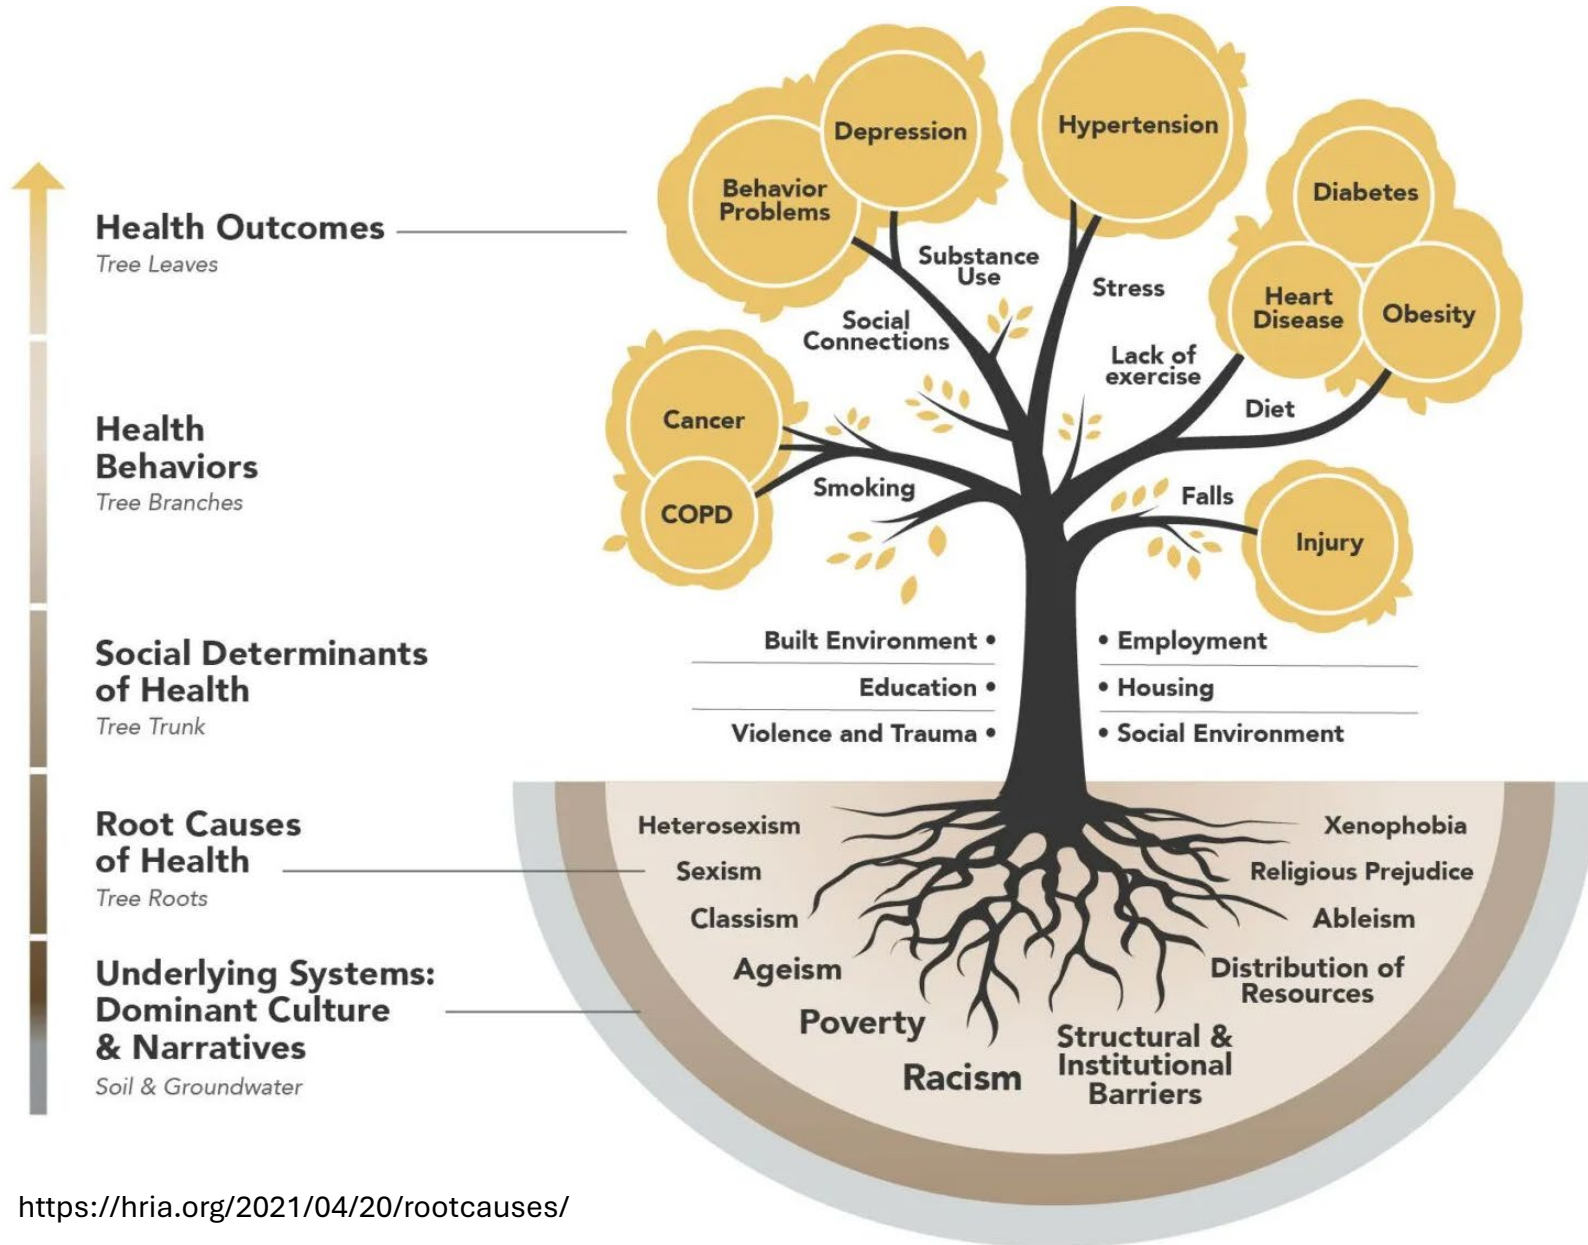 Health Outcomes
Tree Leaves
Health
Behaviors
Tree Branches
Social Determinants
of Health
Tree Trunk
Root Causes
of Health
Tree Roots
Underlying Systems:
Dominant Culture
& Narratives
Soil & Groundwater
Depression
Hypertension
Behavior
Problems
Diabetes
Heart
Disease
Obesity
Substance
Use
Stress
Social
Connections
Lack of
exercise
Diet
Cancer
COPD
Smoking
Falls
Injury
Built Environment •
• Employment
Education •
• Housing
Violence and Trauma •
• Social Environment
Heterosexism
Sexism
Classism
Ageism
Poverty
Racism
Structural &
Institutional
Barriers
Xenophobia
Religious Prejudice
Ableism
Distribution of
Resources
https://hria.org/2021/04/20/rootcauses/